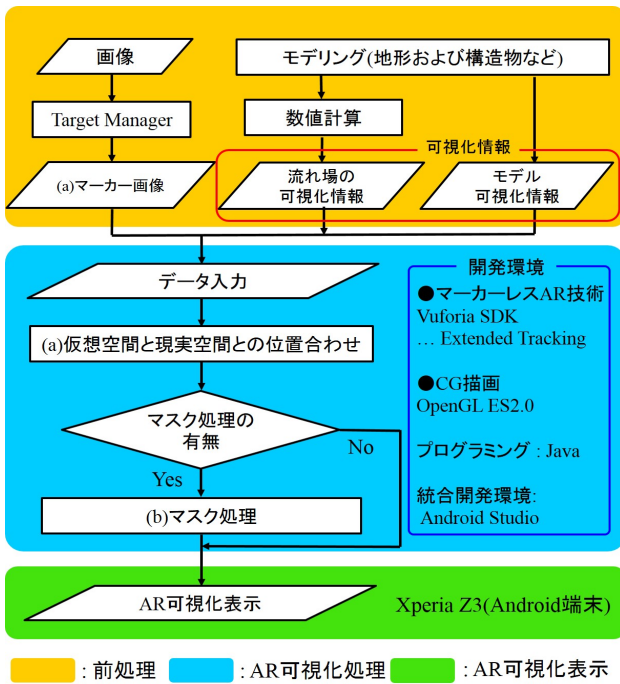 画像
Target Manager
(a)マーカー画像
モデリング(地形および構造物など)
数値計算
可視化情報
流れ場の
可視化情報
モデル
可視化情報
データ入力
(a)仮想空間と現実空間との位置合わせ
マスク処理の
有無
No
Yes
(b)マスク処理
開発環境
●マーカーレスAR技術
Vuforia SDK
… Extended Tracking
●CG描画
OpenGL ES2.0
プログラミング : Java
統合開発環境:
Android Studio
AR可視化表示
Xperia Z3(Android端末)
: 前処理
: AR可視化処理
: AR可視化表示